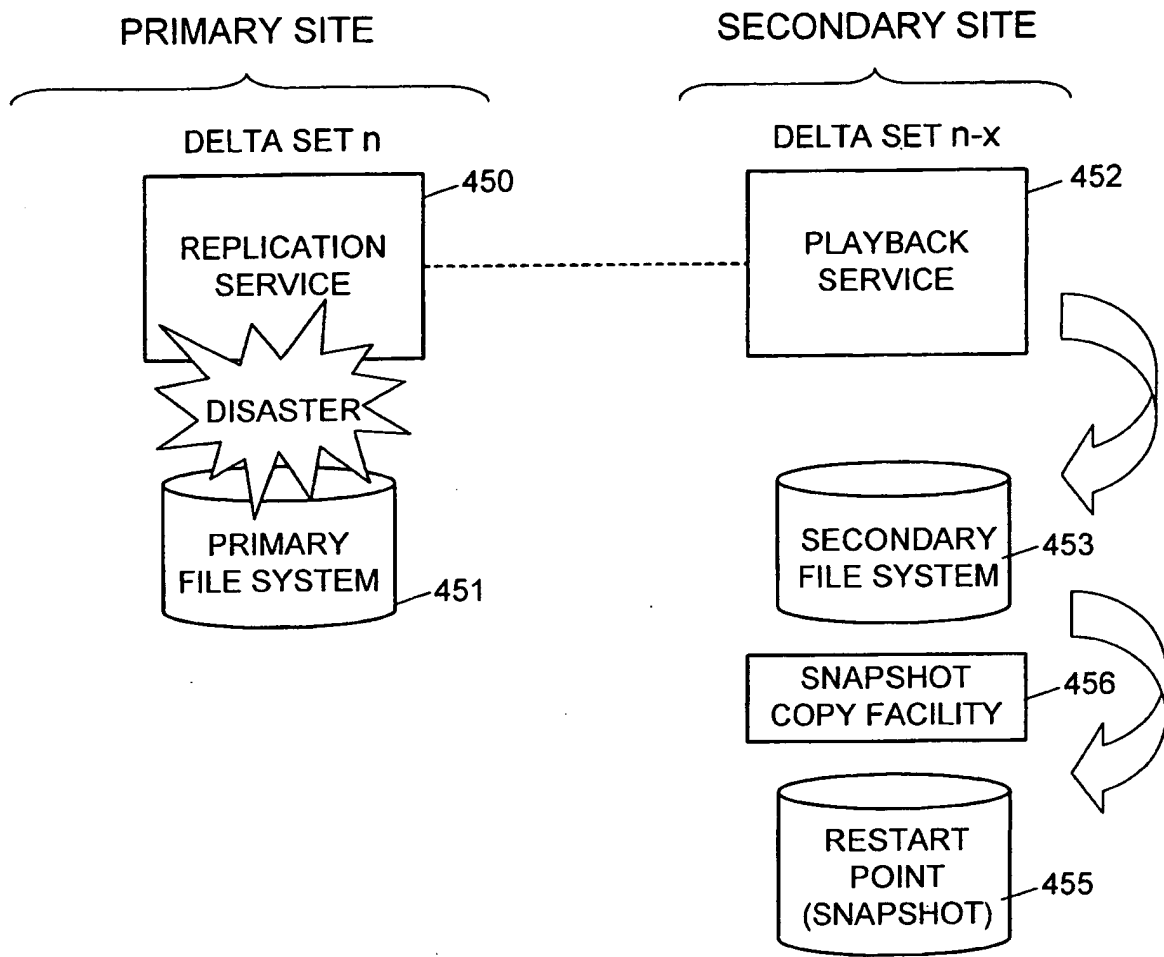 PRIMARY SITE
SECONDARY SITE
DELTA SET n
DELTA SET n-x
450
452
REPLICATION
SERVICE
PLAYBACK
SERVICE
DISASTER
PRIMARY
FILE SYSTEM
451
SECONDARY
FILE SYSTEM
453
SNAPSHOT
COPY FACILITY
456
RESTART
POINT
(SNAPSHOT)
455